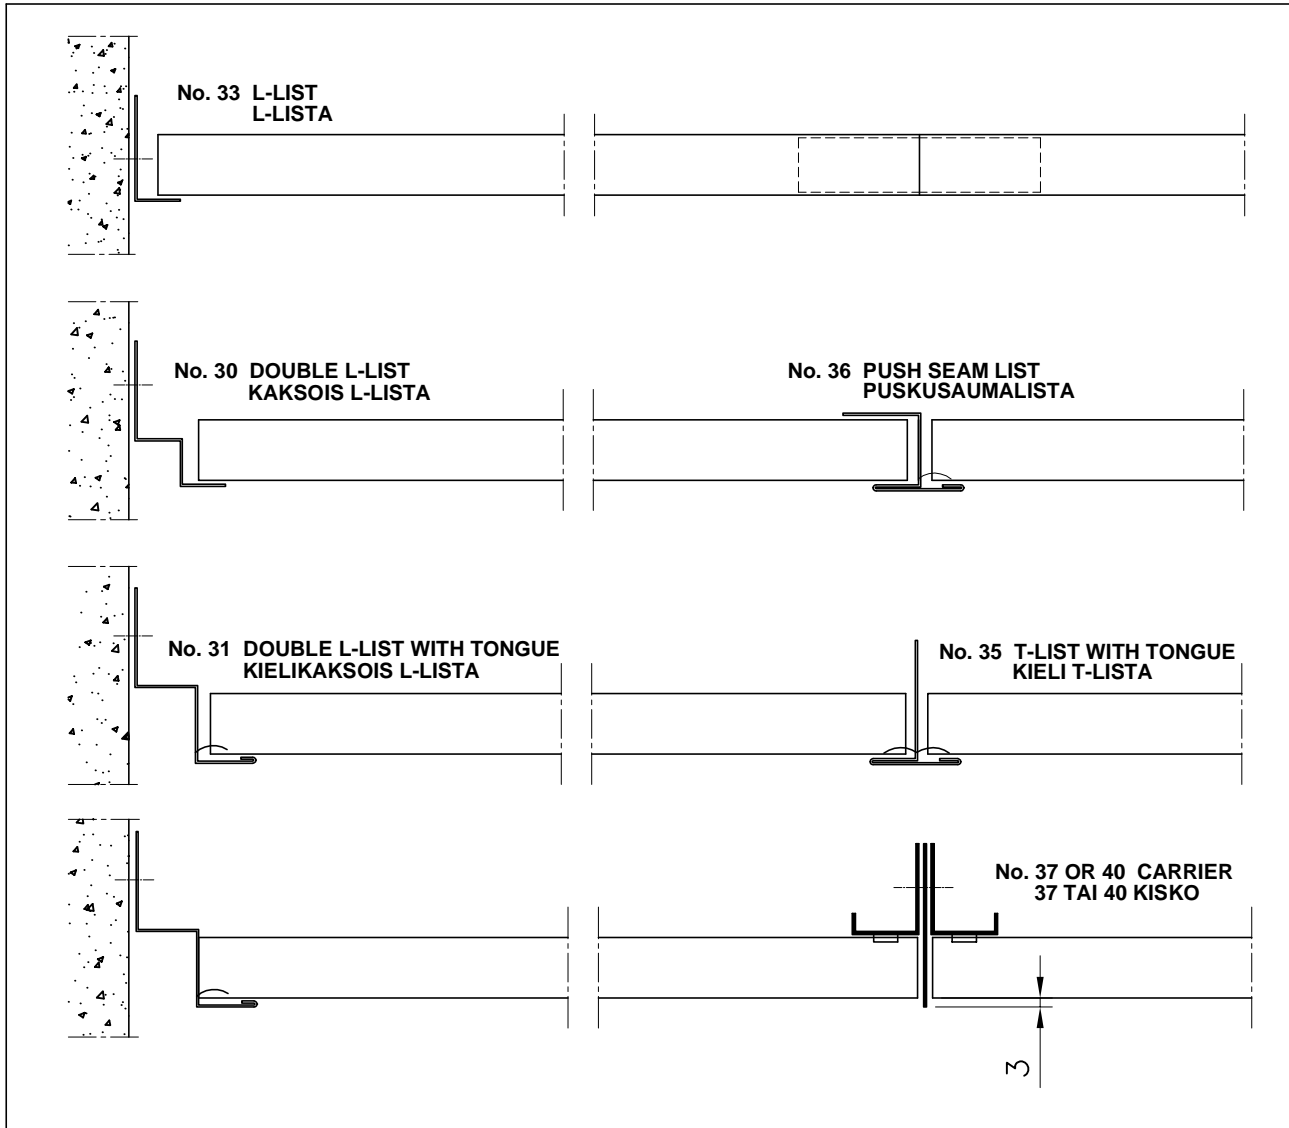 No. 33 L-LIST
L-LISTA
No. 30 DOUBLE L-LIST
KAKSOIS L-LISTA
No. 36 PUSH SEAM LIST
PUSKUSAUMALISTA
No. 31 DOUBLE L-LIST WITH TONGUE
KIELIKAKSOIS L-LISTA
No. 35 T-LIST WITH TONGUE
KIELI T-LISTA
No. 37 OR 40 CARRIER
37 TAI 40 KISKO
3